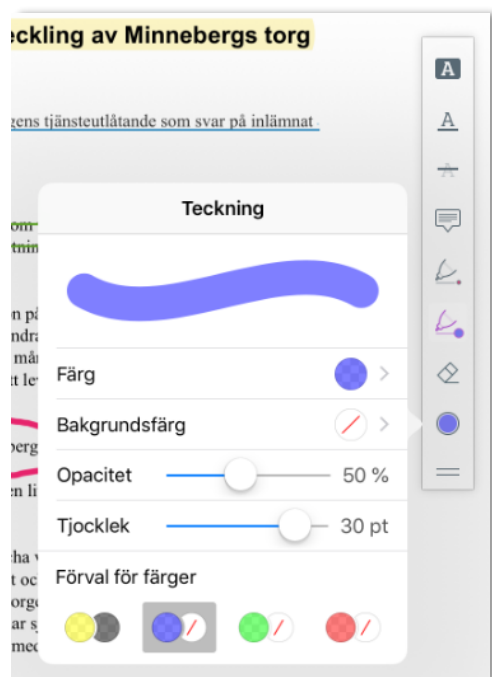 eckling av Minnebergs torg
gens tjänsteutlåtande som svar på inlämnat
Teckning
Färg
Bakgrundsfärg
Opacitet 50 %
Tjocklek 30 pt
Förval för färger
A
A
A